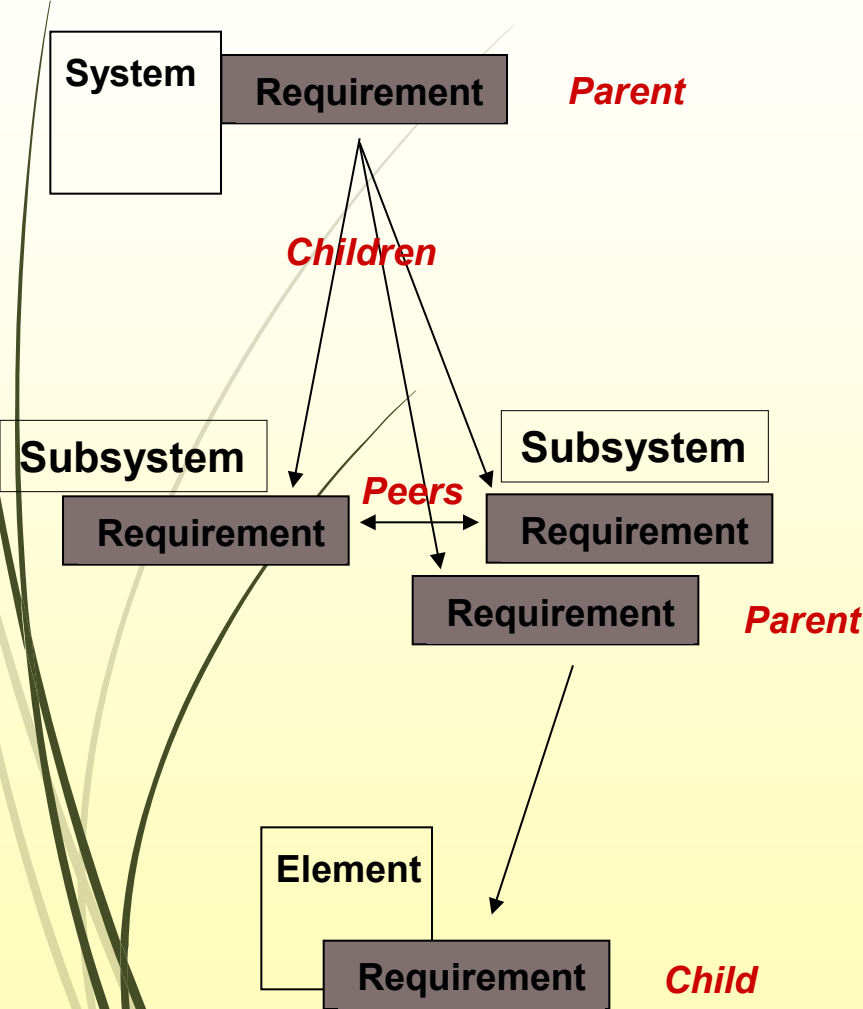 System
Requirement
Parent
Children
Subsystem
Subsystem
Peers
Requirement
Requirement
Requirement
Parent
Element
Requirement
Child